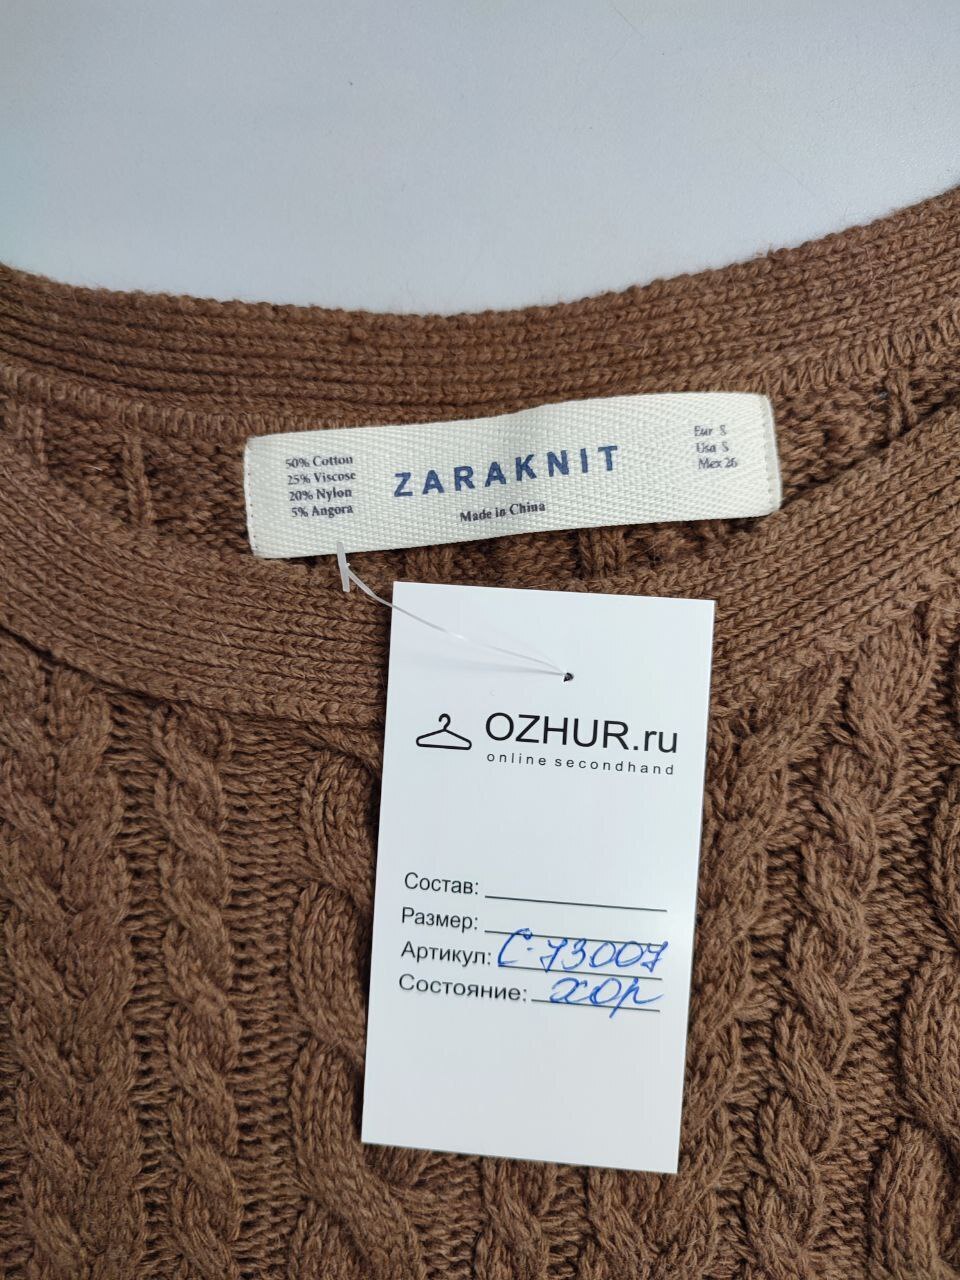 50% Cotton
25% Viscose
20% Nylon
5% Angora
ZARAKNIT
Made in China
Eur S
Usa S
Mex 26
OZHUR.ru
online secondhand
Состав:
Размер:
Артикул: С-73007
Состояние: хор